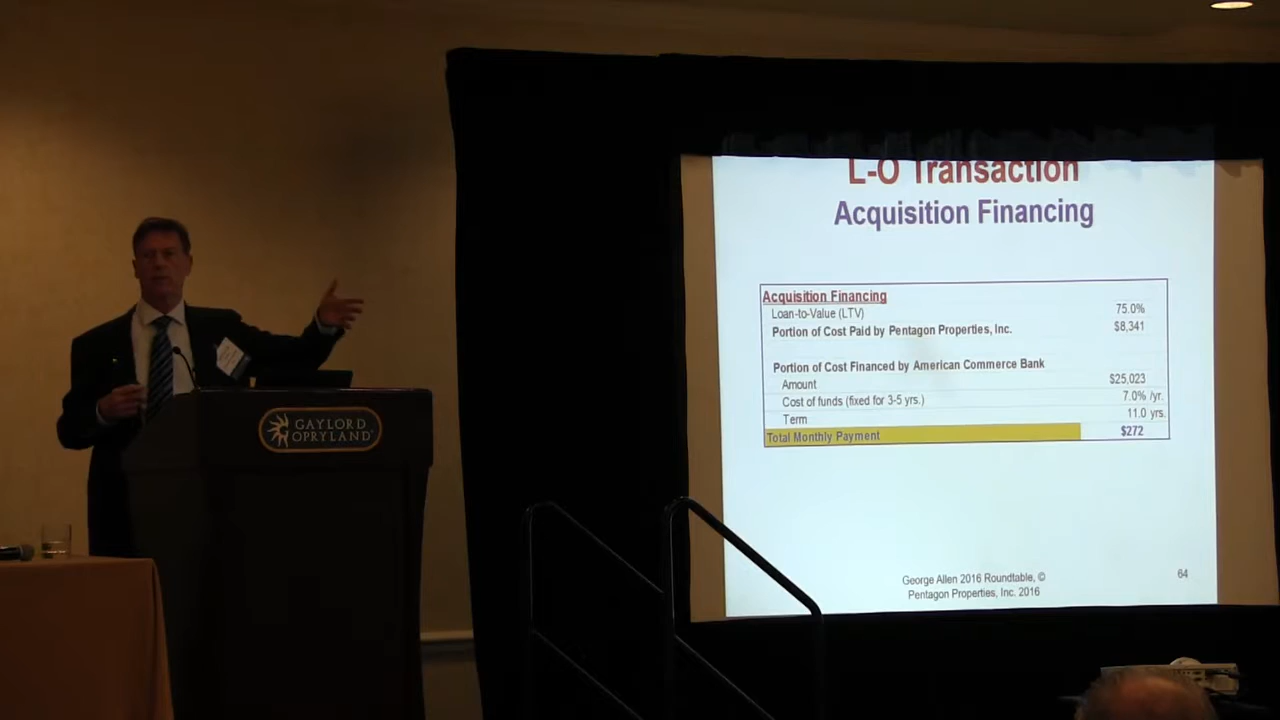 GAYLORD
OPRYLAND
L-O Transaction
Acquisition Financing
Acquisition Financing
Loan-to-Value (LTV) 75.0%
Portion of Cost Paid by Pentagon Properties, Inc. $8,341
Portion of Cost Financed by American Commerce Bank
Amount $25,023
Cost of funds (fixed for 3-5 yrs.) 7.0% /yr.
Term 11.0 yrs.
Total Monthly Payment $272
George Allen 2016 Roundtable, ©
Pentagon Properties, Inc. 2016
64